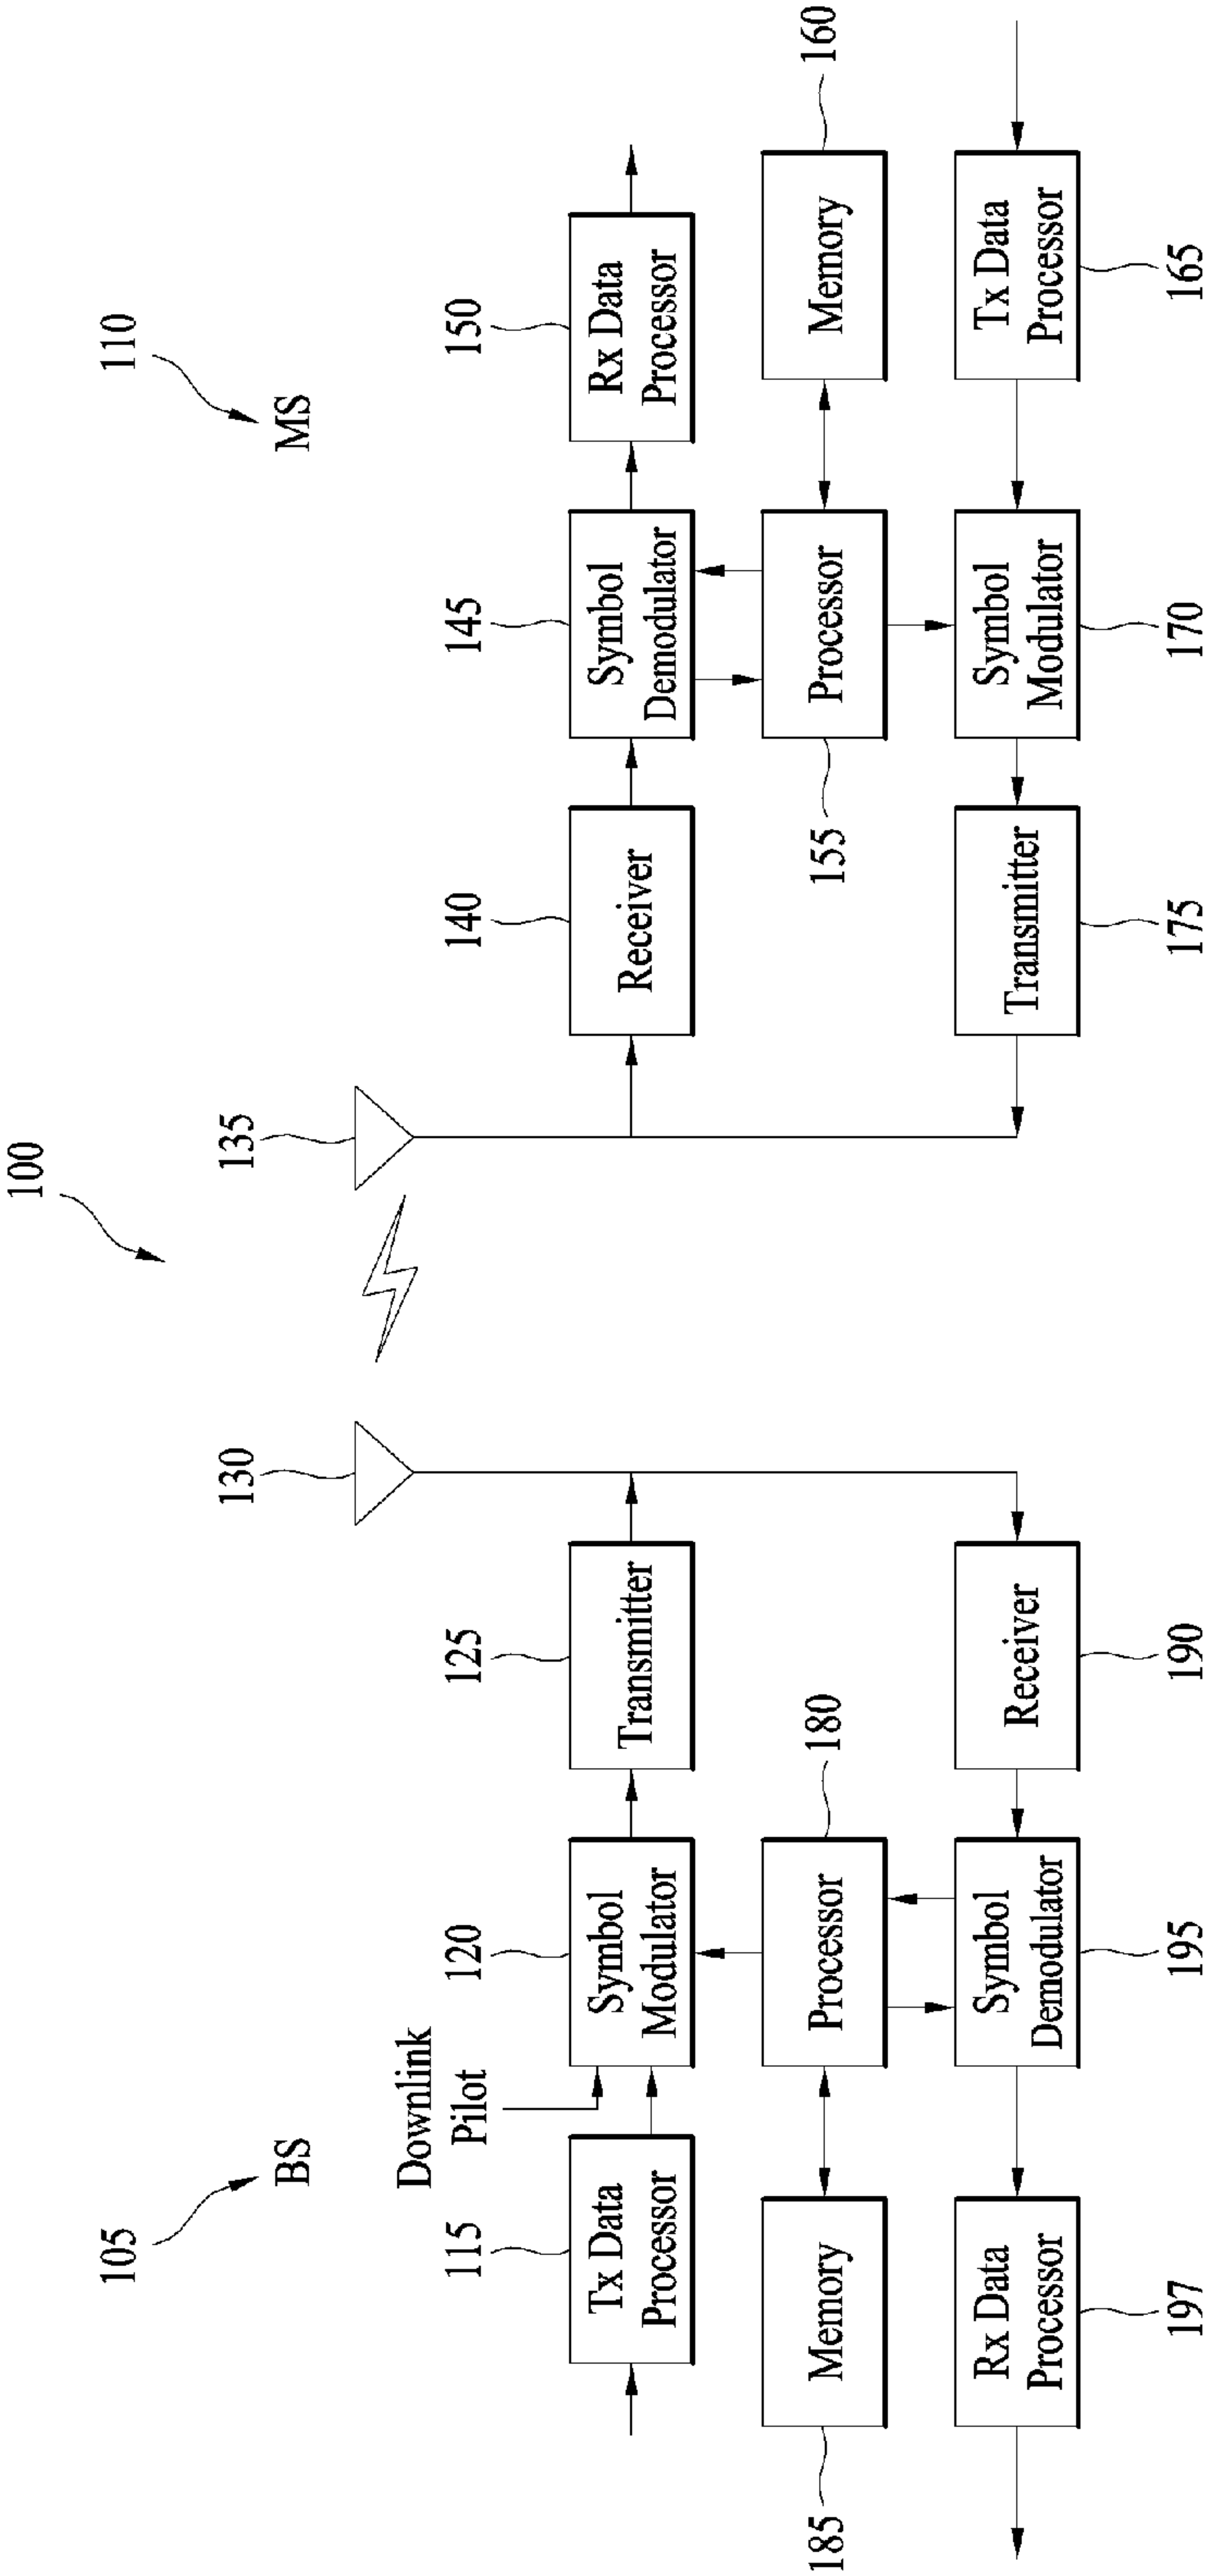 100
105
BS
110
MS
130
135
Downlink
Pilot
115
120
125
140
145
150
Tx Data
Processor
Symbol
Modulator
Transmitter
Receiver
Symbol
Demodulator
Rx Data
Processor
180
160
Memory
Processor
Processor
Memory
185
155
Rx Data
Processor
Symbol
Demodulator
Receiver
Transmitter
Symbol
Modulator
Tx Data
Processor
197
195
190
175
170
165